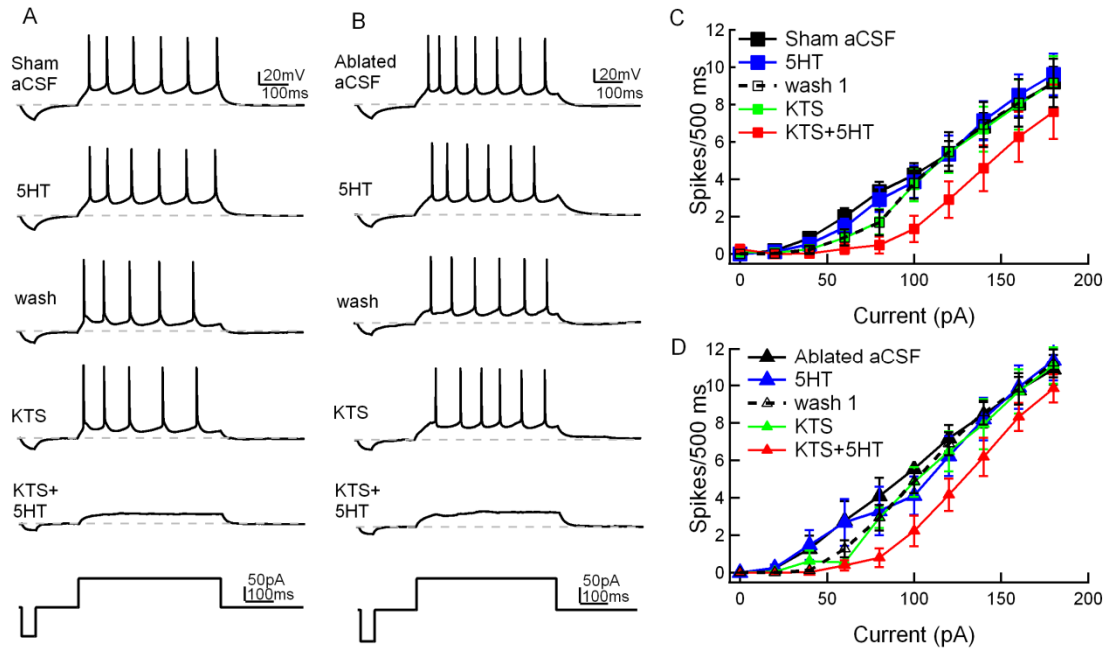 A
Sham
aCSF
20mV
100ms
5HT
wash
KTS
KTS+
5HT
50pA
100ms
B
Ablated
aCSF
20mV
100ms
5HT
wash
KTS
KTS+
5HT
50pA
100ms
C
Spikes/500 ms
12
10
8
6
4
2
0
Sham aCSF
5HT
wash 1
KTS
KTS+5HT
0
50
100
150
200
Current (pA)
D
Spikes/500 ms
12
10
8
6
4
2
0
Ablated aCSF
5HT
wash 1
KTS
KTS+5HT
0
50
100
150
200
Current (pA)